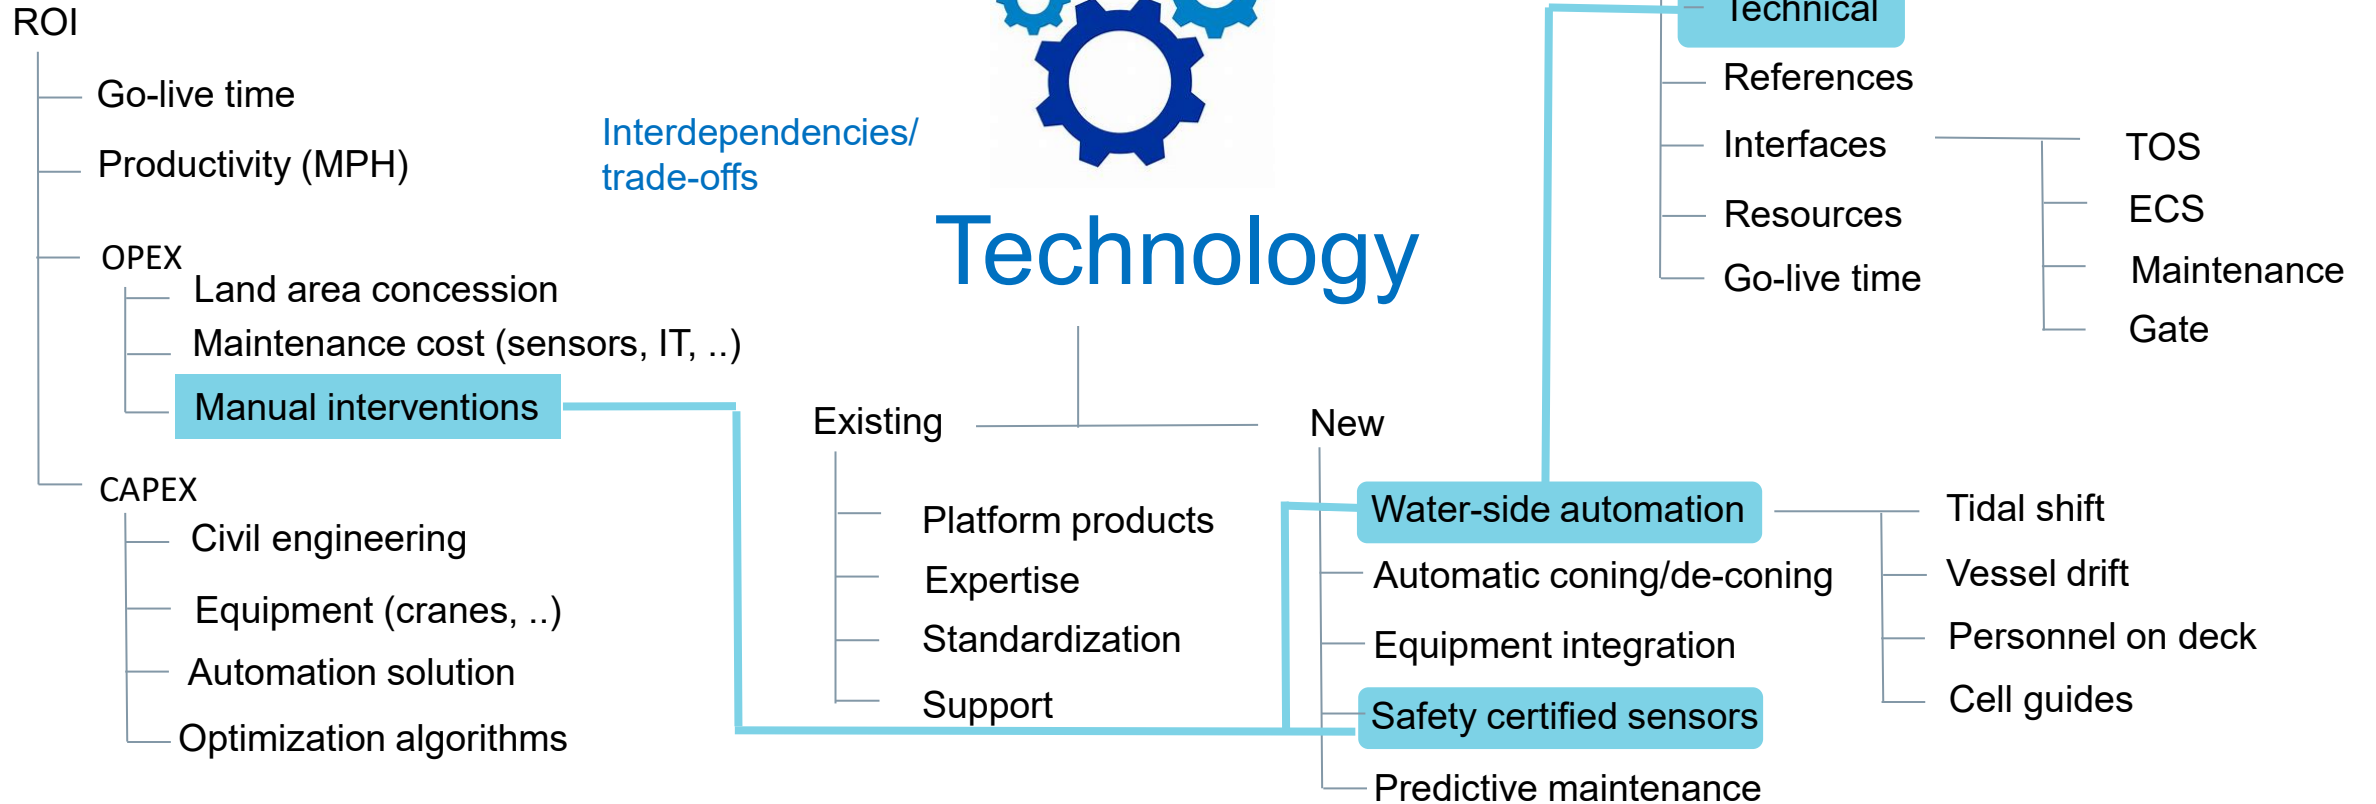 ROI
Go-live time
Productivity (MPH)
OPEX
Land area concession
Maintenance cost (sensors, IT, ..)
Manual interventions
CAPEX
Civil engineering
Equipment (cranes, ..)
Automation solution
Optimization algorithms
Interdependencies/
trade-offs
Technology
Existing
Platform products
Expertise
Standardization
Support
New
Water-side automation
Automatic coning/de-coning
Equipment integration
Safety certified sensors
Predictive maintenance
Tidal shift
Vessel drift
Personnel on deck
Cell guides
Technical
References
Interfaces
Resources
Go-live time
TOS
ECS
Maintenance
Gate